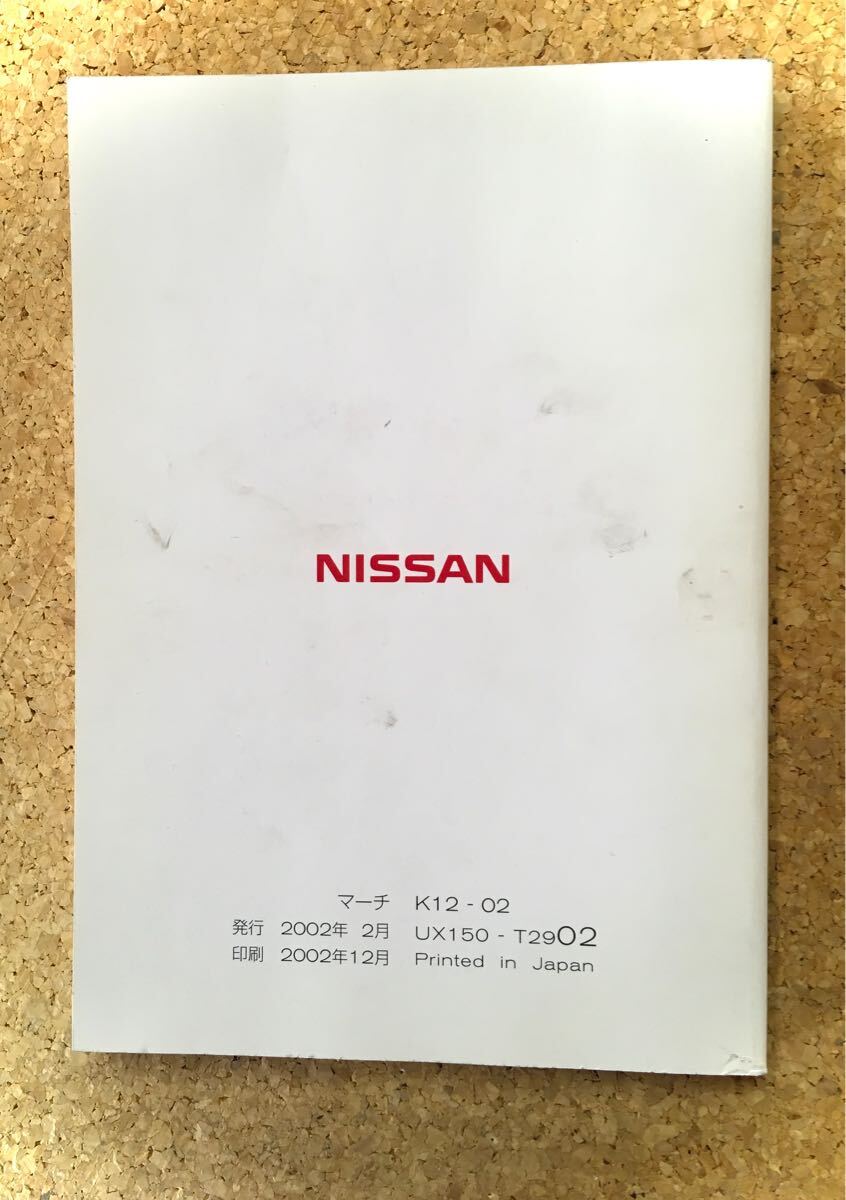 NISSAN
マーチ K12 - 02
発行 2002年 2月 UX150 - T2902
印刷 2002年12月 Printed in Japan